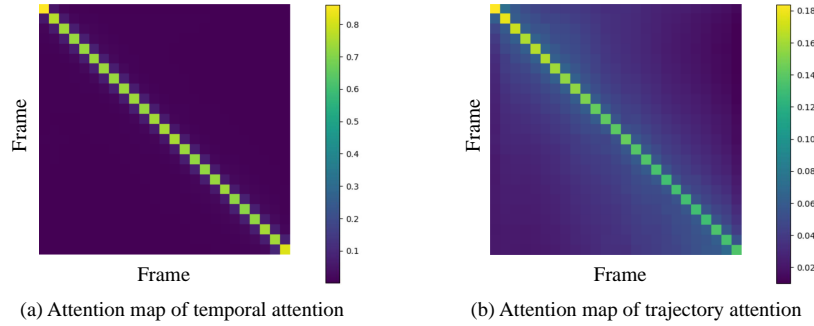 Frame
Frame
0.8
0.7
0.6
0.5
0.4
0.3
0.2
0.1
(a) Attention map of temporal attention
Frame
Frame
0.18
0.16
0.14
0.12
0.10
0.08
0.06
0.04
0.02
(b) Attention map of trajectory attention